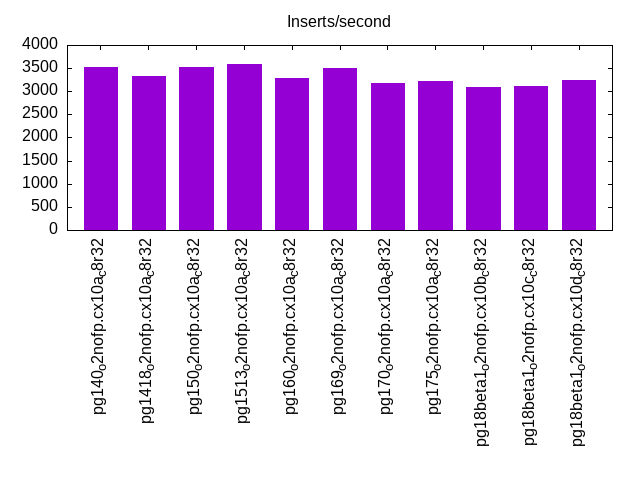 Inserts/second
4000
3500
3000
2500
2000
1500
1000
500
0
pg140o2nofp.cx10ac8r32
pg1418o2nofp.cx10ac8r32
pg150o2nofp.cx10ac8r32
pg1513o2nofp.cx10ac8r32
pg160o2nofp.cx10ac8r32
pg169o2nofp.cx10ac8r32
pg170o2nofp.cx10ac8r32
pg175o2nofp.cx10ac8r32
pg18beta1o2nofp.cx10bc8r32
pg18beta1o2nofp.cx10cc8r32
pg18beta1o2nofp.cx10dc8r32